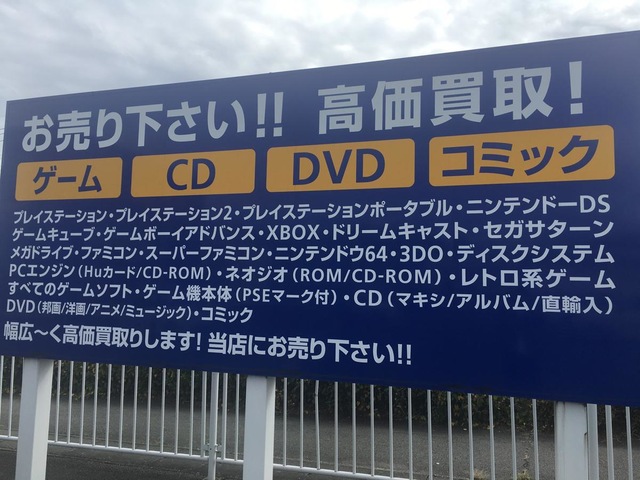 お売り下さい!! 高価買取!
ゲーム CD DVD コミック
プレイステーション・プレイステーション2・プレイステーションポータブル・ニンテンドーDS
ゲームキューブ・ゲームボーイアドバンス・XBOX・ドリームキャスト・セガサターン
メガドライブ・ファミコン・スーパーファミコン・ニンテンドウ64・3DO・ディスクシステム
PCエンジン(Huカード/CD-ROM)・ネオジオ(ROM/CD-ROM)・レトロ系ゲーム
すべてのゲームソフト・ゲーム機本体(PSEマーク付)・CD(マキシ/アルバム/直輸入)
DVD(邦画/洋画/アニメ/ミュージック)・コミック
幅広〜く高価買取りします! 当店にお売り下さい!!